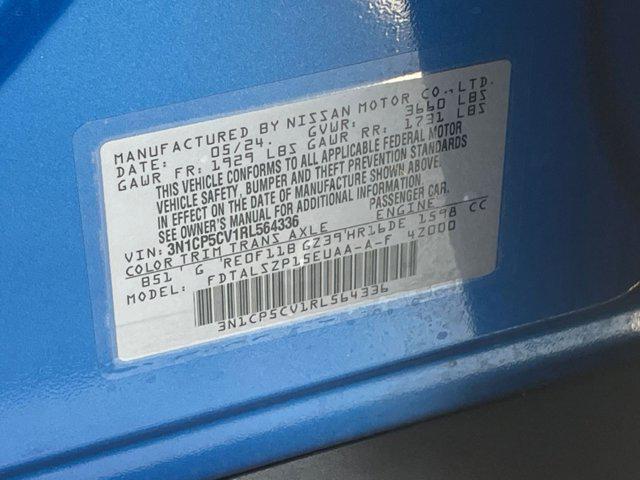 MANUFACTURED BY NISSAN MOTOR CO., LTD.
DATE: 05/24. GVWR: 3660 LBS
GAWR FR: 1929 LBS GAWR RR: 1731 LBS
THIS VEHICLE CONFORMS TO ALL APPLICABLE FEDERAL MOTOR
VEHICLE SAFETY, BUMPER AND THEFT PREVENTION STANDARDS
IN EFFECT ON THE DATE OF MANUFACTURE SHOWN ABOVE.
SEE OWNER'S MANUAL FOR ADDITIONAL INFORMATION.
VIN: 3N1CP5CV1RL564336 PASSENGER CAR.
COLOR TRIM TRANS AXLE ENGINE
B51 G RE0F11B GZ39 HR16DE 1598 CC
MODEL: FDTALSZP15EUAA-A-F 42000
3N1CP5CV1RL564336